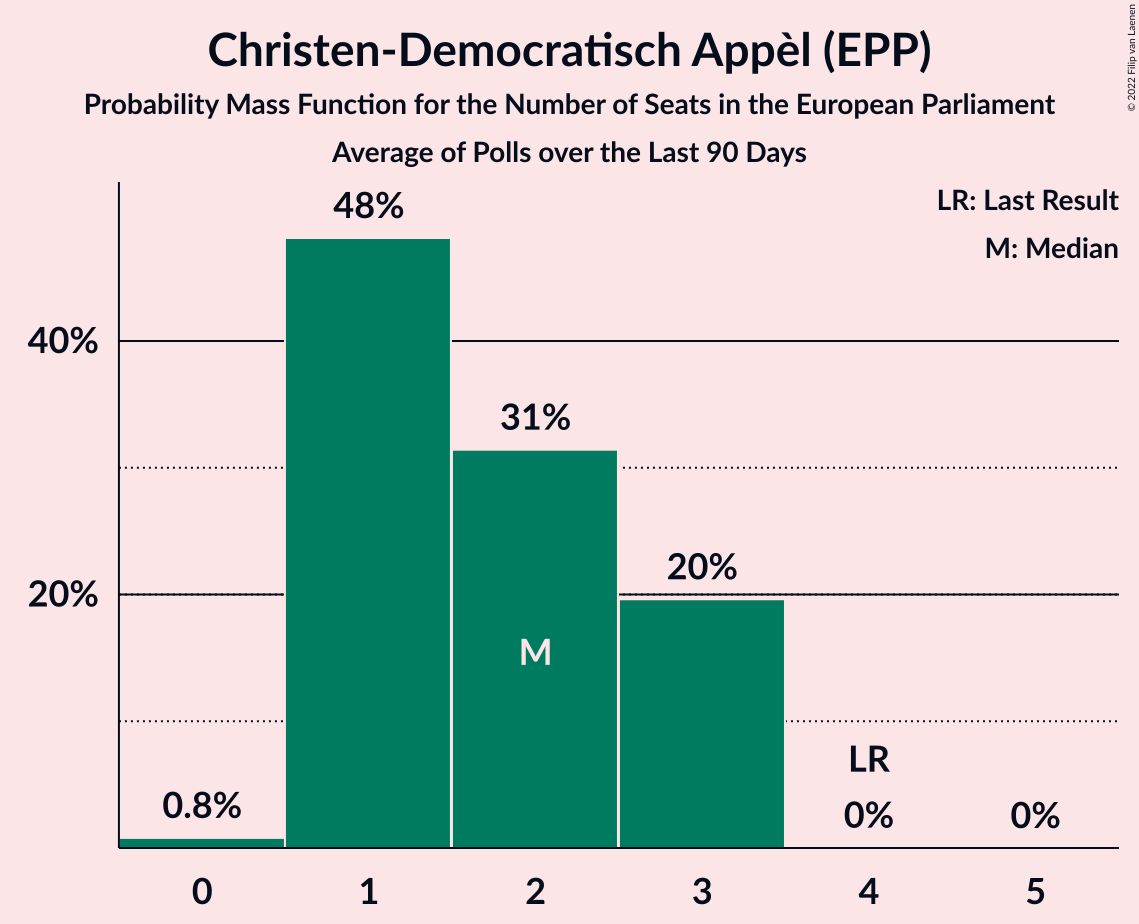 Christen-Democratisch Appèl (EPP)
Probability Mass Function for the Number of Seats in the European Parliament
Average of Polls over the Last 90 Days
© 2022 Filip van Laenen
LR: Last Result
M: Median
48%
40%
31%
20%
20%
M
LR
0.8%
0%
0%
0 1 2 3 4 5